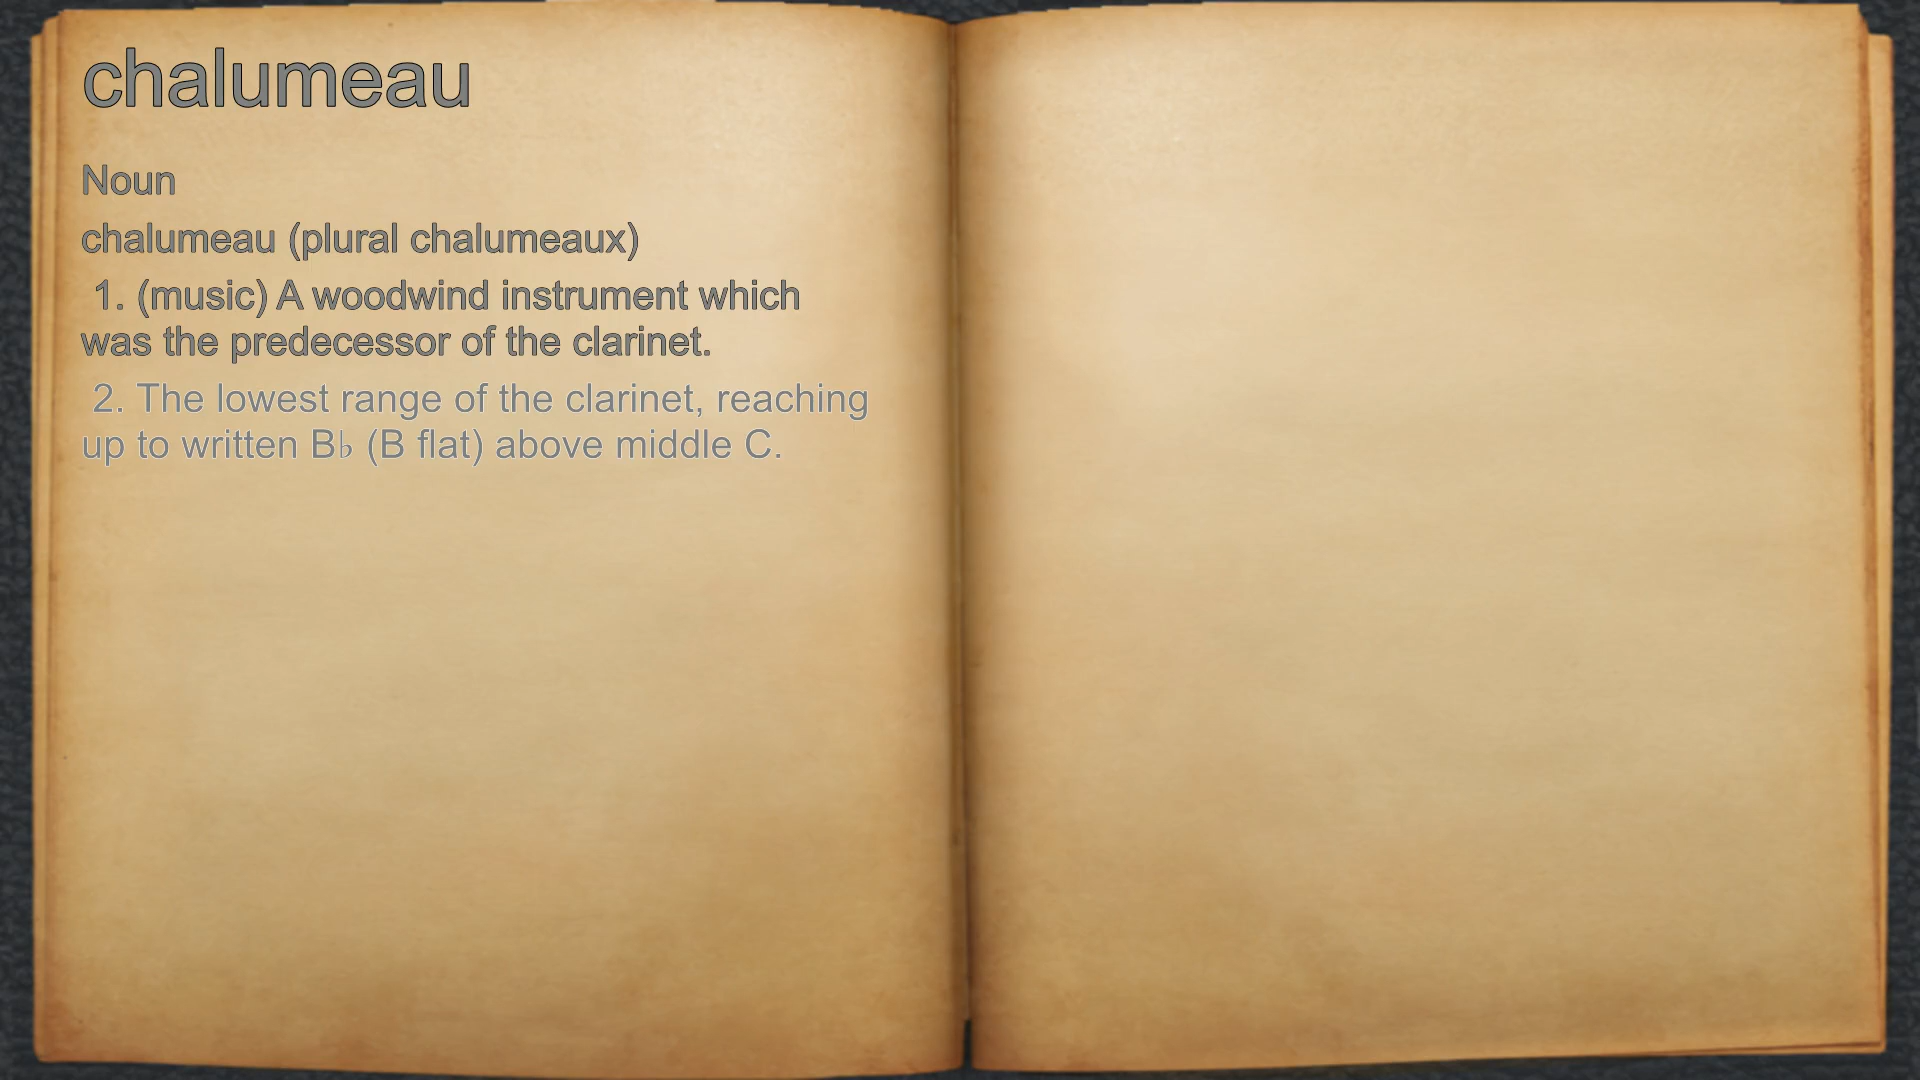 chalumeau
Noun
chalumeau (plural chalumeaux)
1. (music) A woodwind instrument which
was the predecessor of the clarinet.
2. The lowest range of the clarinet, reaching
up to written B♭ (B flat) above middle C.